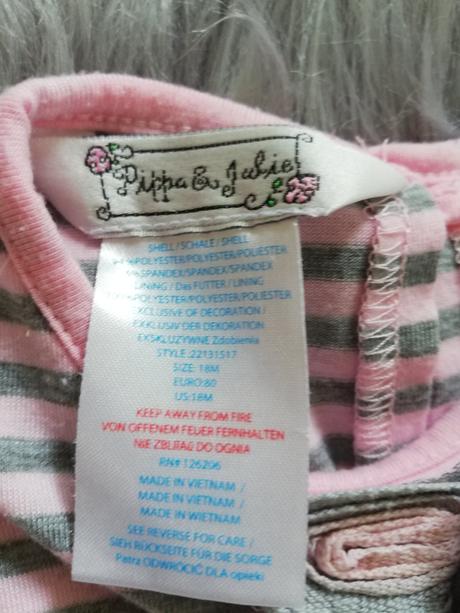 Pippa & Julie
SHELL / SCHALE / SHELL
POLYESTER/POLYESTER/POLIESTER
SPANDEX/SPANDEX/SPANDEX
LINING / Das FUTTER / LINING
100%POLYESTER/POLYESTER/POLIESTER
EXCLUSIVE OF DECORATION /
EXKLUSIV DER DEKORATION
EKSKLUZYWNE Zdobienia
STYLE :22131517
SIZE: 18M
EURO:80
US:18M
KEEP AWAY FROM FIRE
VON OFFENEM FEUER FERNHALTEN
NIE ZBLIŻAĆ DO OGNIA
RN# 126206
MADE IN VIETNAM /
MADE IN VIETNAM /
MADE IN WIETNAM
SEE REVERSE FOR CARE /
SIEH RÜCKSEITE FÜR DIE SORGE
Patrz ODWRÓCIĆ DLA opieki